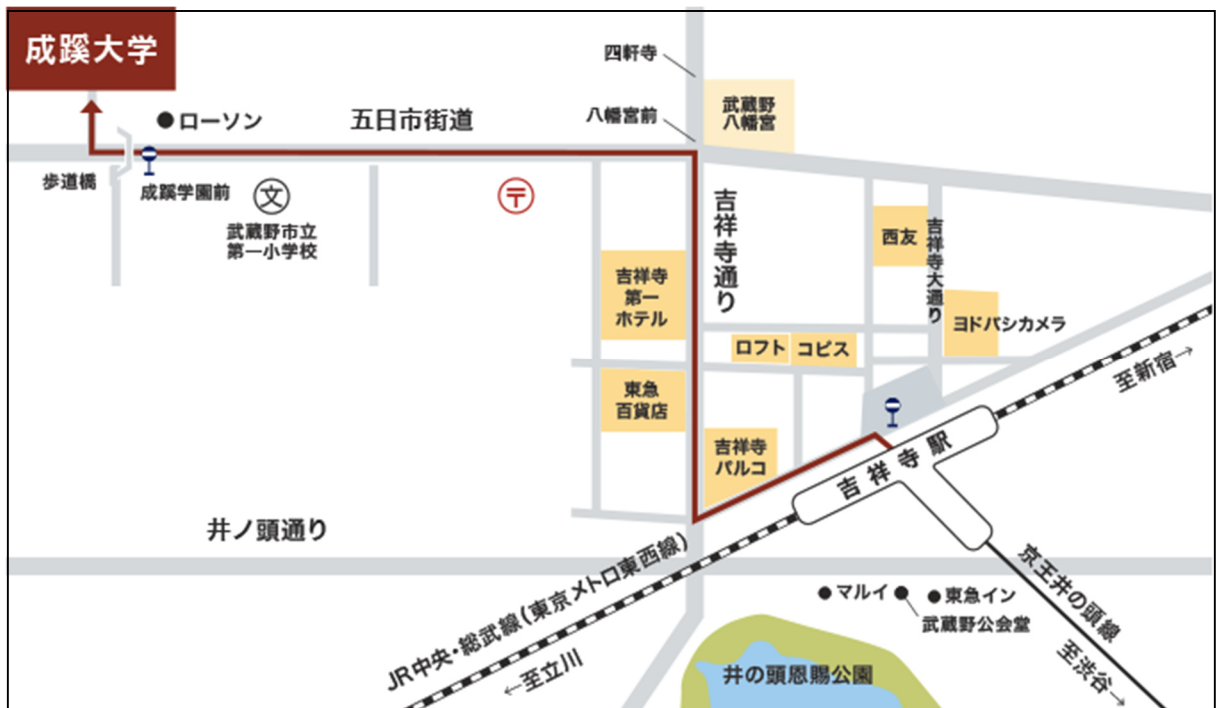 成蹊大学
四軒寺
八幡宮前
武蔵野
八幡宮
ローソン
五日市街道
歩道橋
成蹊学園前
文
武蔵野市立
第一小学校
〒
吉祥寺通り
西友
吉祥寺大通り
吉祥寺
第一
ホテル
ヨドバシカメラ
ロフト
コピス
至新宿→
東急
百貨店
吉祥寺
パルコ
吉祥寺駅
井ノ頭通り
JR中央・総武線(東京メトロ東西線)
←至立川
マルイ
東急イン
武蔵野公会堂
京王井の頭線
至渋谷→
井の頭恩賜公園